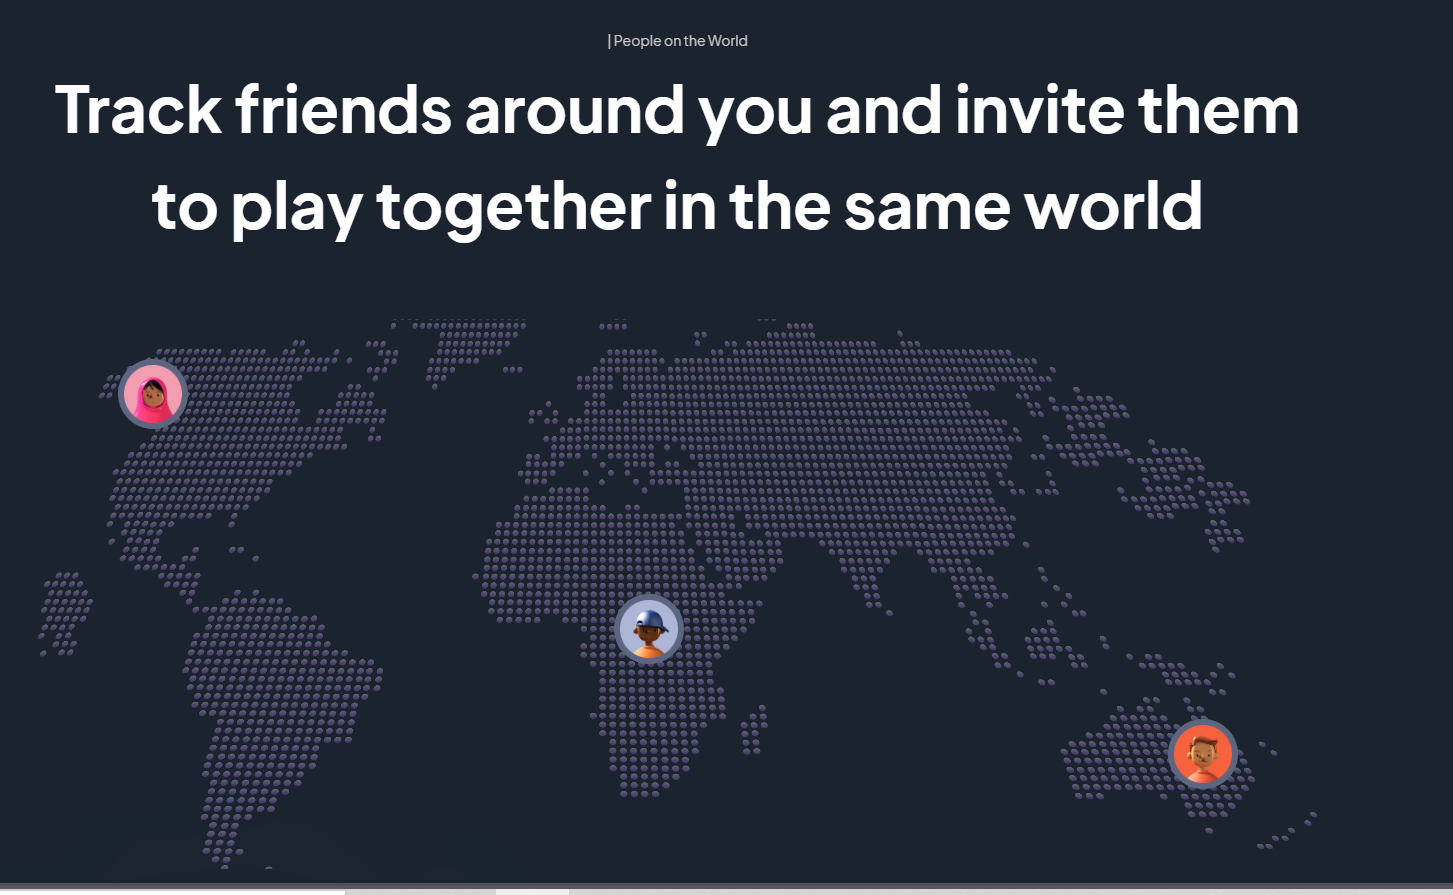 | People on the World
Track friends around you and invite them
to play together in the same world